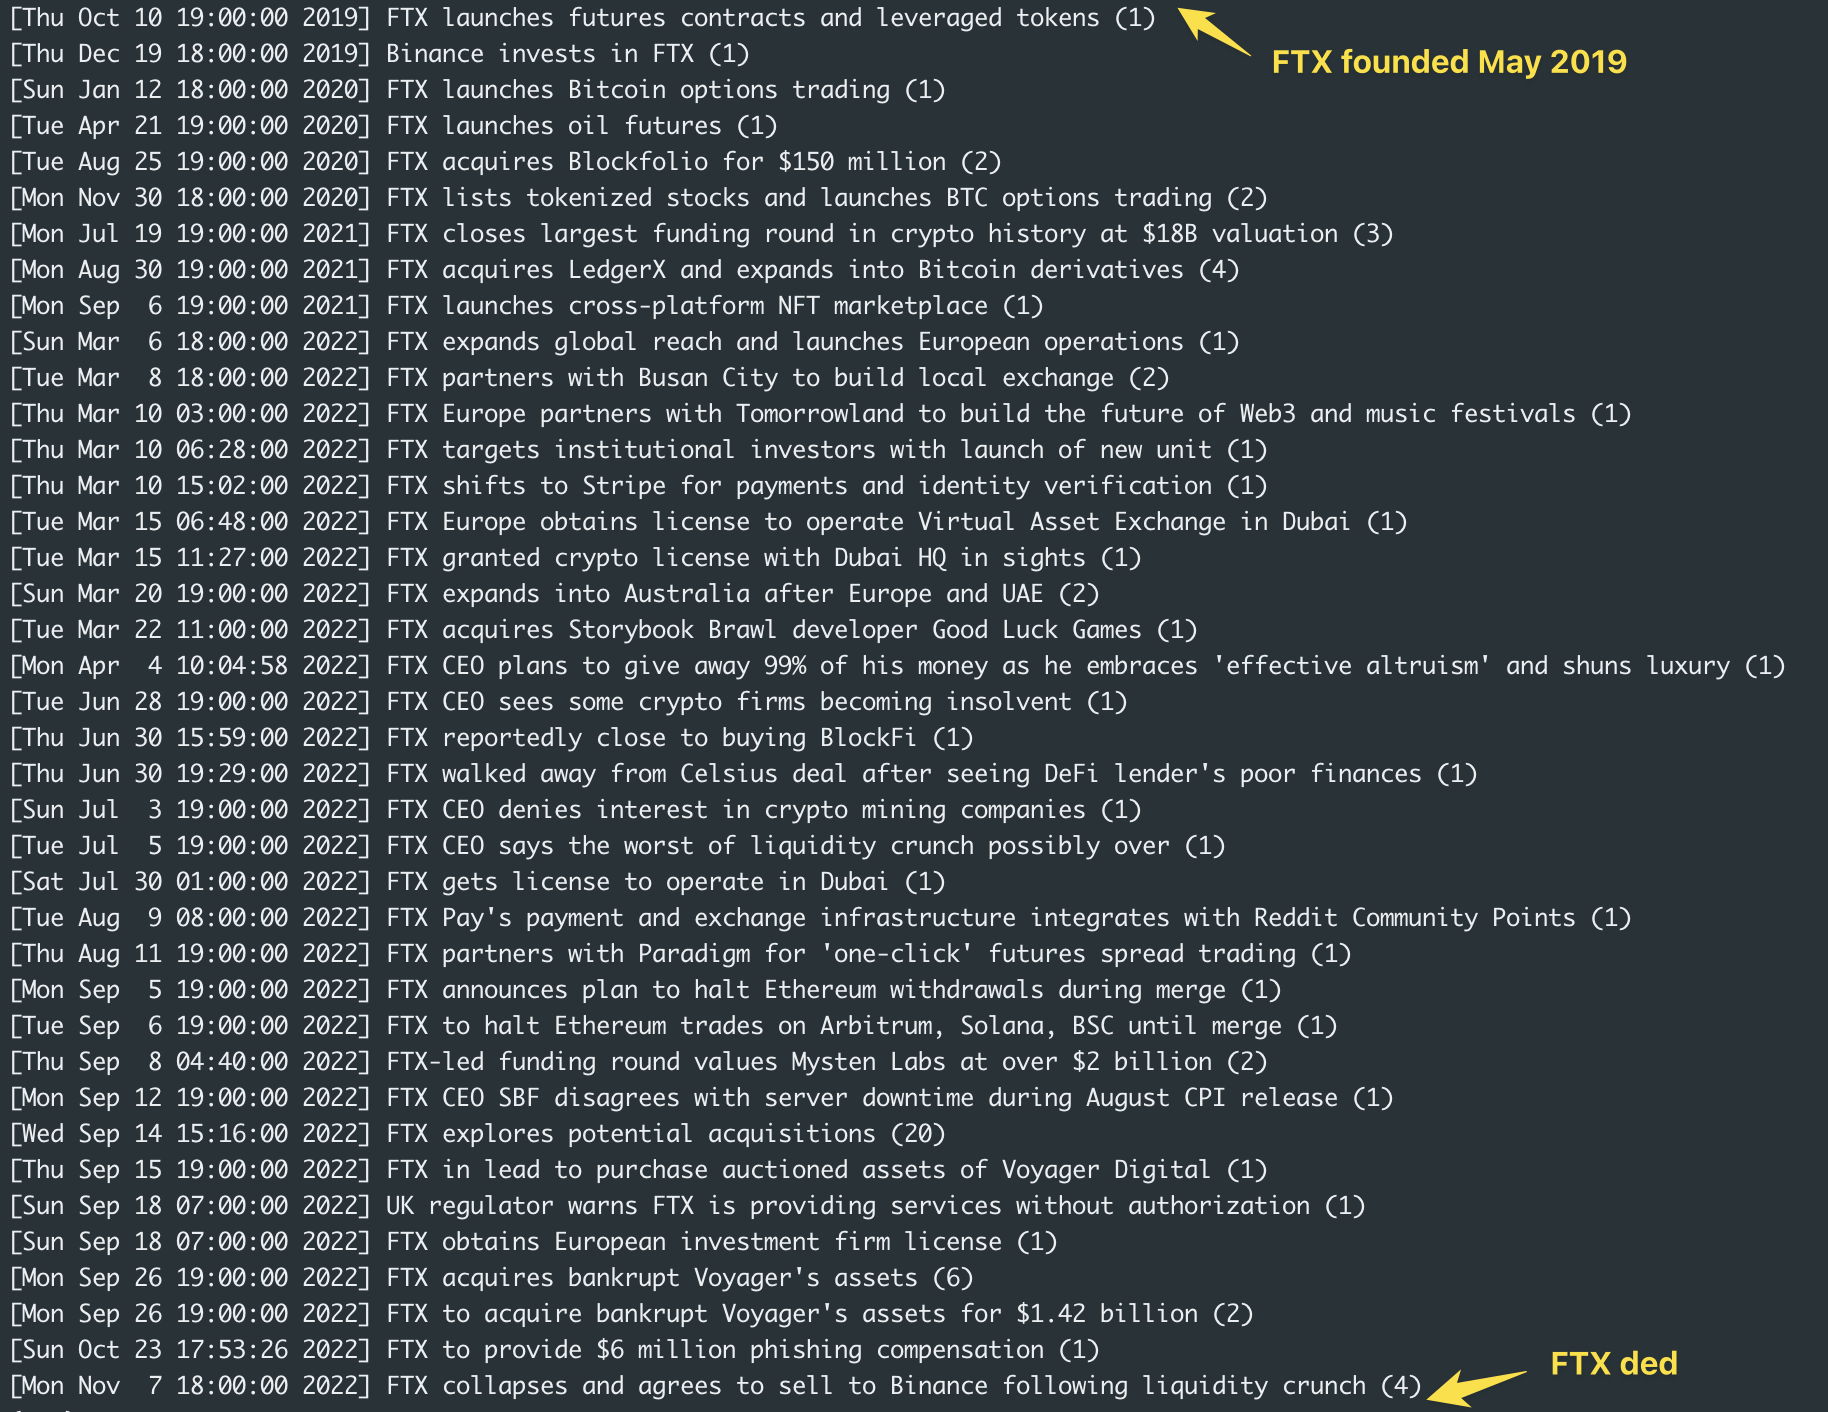 [Thu Oct 10 19:00:00 2019] FTX launches futures contracts and leveraged tokens (1)
FTX founded May 2019
[Thu Dec 19 18:00:00 2019] Binance invests in FTX (1)
[Sun Jan 12 18:00:00 2020] FTX launches Bitcoin options trading (1)
[Tue Apr 21 19:00:00 2020] FTX launches oil futures (1)
[Tue Aug 25 19:00:00 2020] FTX acquires Blockfolio for $150 million (2)
[Mon Nov 30 18:00:00 2020] FTX lists tokenized stocks and launches BTC options trading (2)
[Mon Jul 19 19:00:00 2021] FTX closes largest funding round in crypto history at $18B valuation (3)
[Mon Aug 30 19:00:00 2021] FTX acquires LedgerX and expands into Bitcoin derivatives (4)
[Mon Sep  6 19:00:00 2021] FTX launches cross-platform NFT marketplace (1)
[Sun Mar  6 18:00:00 2022] FTX expands global reach and launches European operations (1)
[Tue Mar  8 18:00:00 2022] FTX partners with Busan City to build local exchange (2)
[Thu Mar 10 03:00:00 2022] FTX Europe partners with Tomorrowland to build the future of Web3 and music festivals (1)
[Thu Mar 10 06:28:00 2022] FTX targets institutional investors with launch of new unit (1)
[Thu Mar 10 15:02:00 2022] FTX shifts to Stripe for payments and identity verification (1)
[Tue Mar 15 06:48:00 2022] FTX Europe obtains license to operate Virtual Asset Exchange in Dubai (1)
[Tue Mar 15 11:27:00 2022] FTX granted crypto license with Dubai HQ in sights (1)
[Sun Mar 20 19:00:00 2022] FTX expands into Australia after Europe and UAE (2)
[Tue Mar 22 11:00:00 2022] FTX acquires Storybook Brawl developer Good Luck Games (1)
[Mon Apr  4 10:04:58 2022] FTX CEO plans to give away 99% of his money as he embraces 'effective altruism' and shuns luxury (1)
[Tue Jun 28 19:00:00 2022] FTX CEO sees some crypto firms becoming insolvent (1)
[Thu Jun 30 15:59:00 2022] FTX reportedly close to buying BlockFi (1)
[Thu Jun 30 19:29:00 2022] FTX walked away from Celsius deal after seeing DeFi lender's poor finances (1)
[Sun Jul  3 19:00:00 2022] FTX CEO denies interest in crypto mining companies (1)
[Tue Jul  5 19:00:00 2022] FTX CEO says the worst of liquidity crunch possibly over (1)
[Sat Jul 30 01:00:00 2022] FTX gets license to operate in Dubai (1)
[Tue Aug  9 08:00:00 2022] FTX Pay's payment and exchange infrastructure integrates with Reddit Community Points (1)
[Thu Aug 11 19:00:00 2022] FTX partners with Paradigm for 'one-click' futures spread trading (1)
[Mon Sep  5 19:00:00 2022] FTX announces plan to halt Ethereum withdrawals during merge (1)
[Tue Sep  6 19:00:00 2022] FTX to halt Ethereum trades on Arbitrum, Solana, BSC until merge (1)
[Thu Sep  8 04:40:00 2022] FTX-led funding round values Mysten Labs at over $2 billion (2)
[Mon Sep 12 19:00:00 2022] FTX CEO SBF disagrees with server downtime during August CPI release (1)
[Wed Sep 14 15:16:00 2022] FTX explores potential acquisitions (20)
[Thu Sep 15 19:00:00 2022] FTX in lead to purchase auctioned assets of Voyager Digital (1)
[Sun Sep 18 07:00:00 2022] UK regulator warns FTX is providing services without authorization (1)
[Sun Sep 18 07:00:00 2022] FTX obtains European investment firm license (1)
[Mon Sep 26 19:00:00 2022] FTX acquires bankrupt Voyager's assets (6)
[Mon Sep 26 19:00:00 2022] FTX to acquire bankrupt Voyager's assets for $1.42 billion (2)
[Sun Oct 23 17:53:26 2022] FTX to provide $6 million phishing compensation (1)
FTX ded
[Mon Nov  7 18:00:00 2022] FTX collapses and agrees to sell to Binance following liquidity crunch (4)